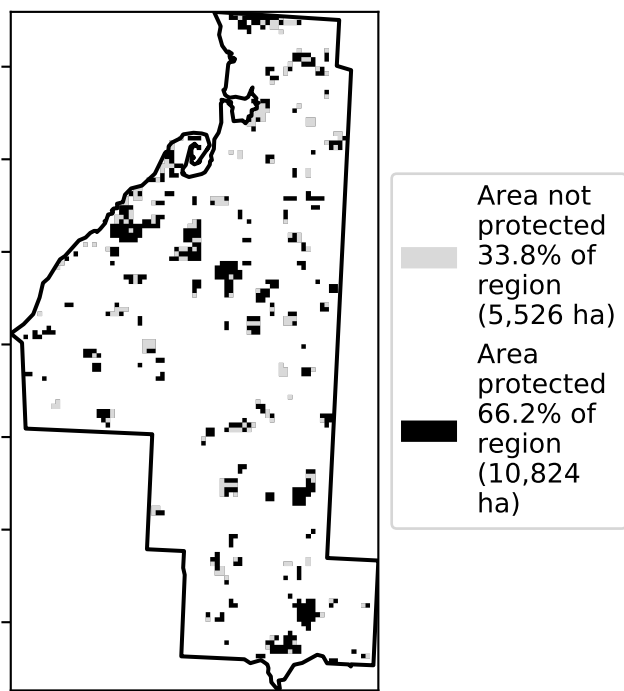 Area not
protected
33.8% of
region
(5,526 ha)
Area
protected
66.2% of
region
(10,824
ha)